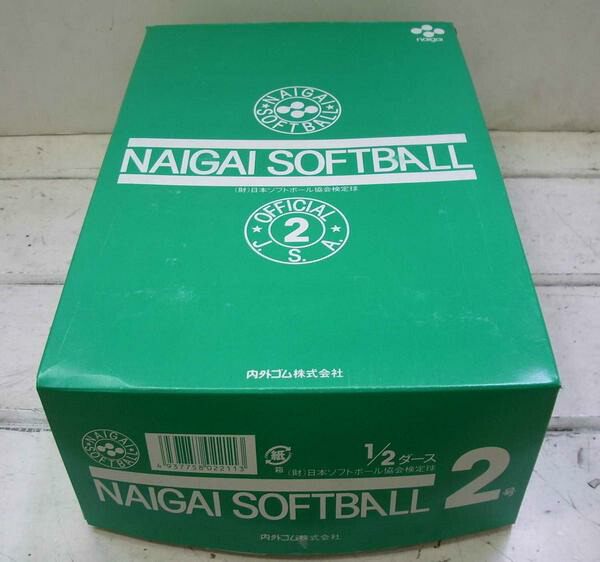 naigai
NAIGAI
SOFTBALL
NAIGAI SOFTBALL
(財)日本ソフトボール協会検定球
OFFICIAL
2
J.S.A.
内外ゴム株式会社
NAIGAI
SOFTBALL
4937758022113
紙
箱
1/2ダース
(財)日本ソフトボール協会検定球
NAIGAI SOFTBALL 2号
内外ゴム株式会社